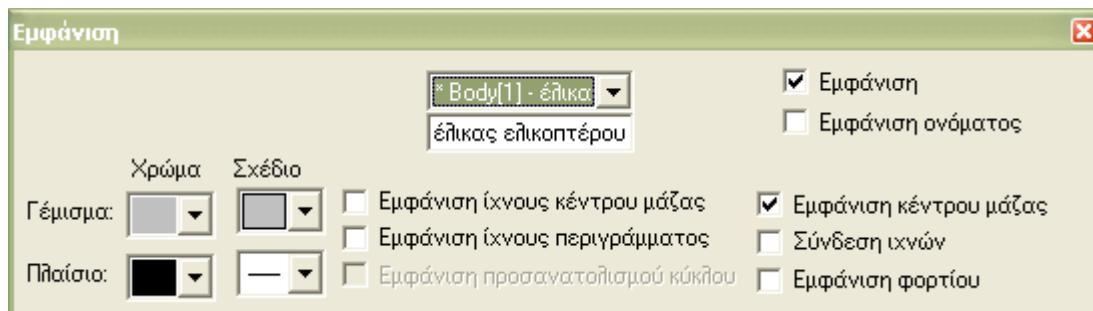 Εμφάνιση
* Body[1] - έλικα
έλικας ελικοπτέρου
Εμφάνιση
Εμφάνιση ονόματος
Χρώμα Σχέδιο
Γέμισμα:
Πλαίσιο:
Εμφάνιση ίχνους κέντρου μάζας
Εμφάνιση ίχνους περιγράμματος
Εμφάνιση προσανατολισμού κύκλου
Εμφάνιση κέντρου μάζας
Σύνδεση ιχνών
Εμφάνιση φορτίου